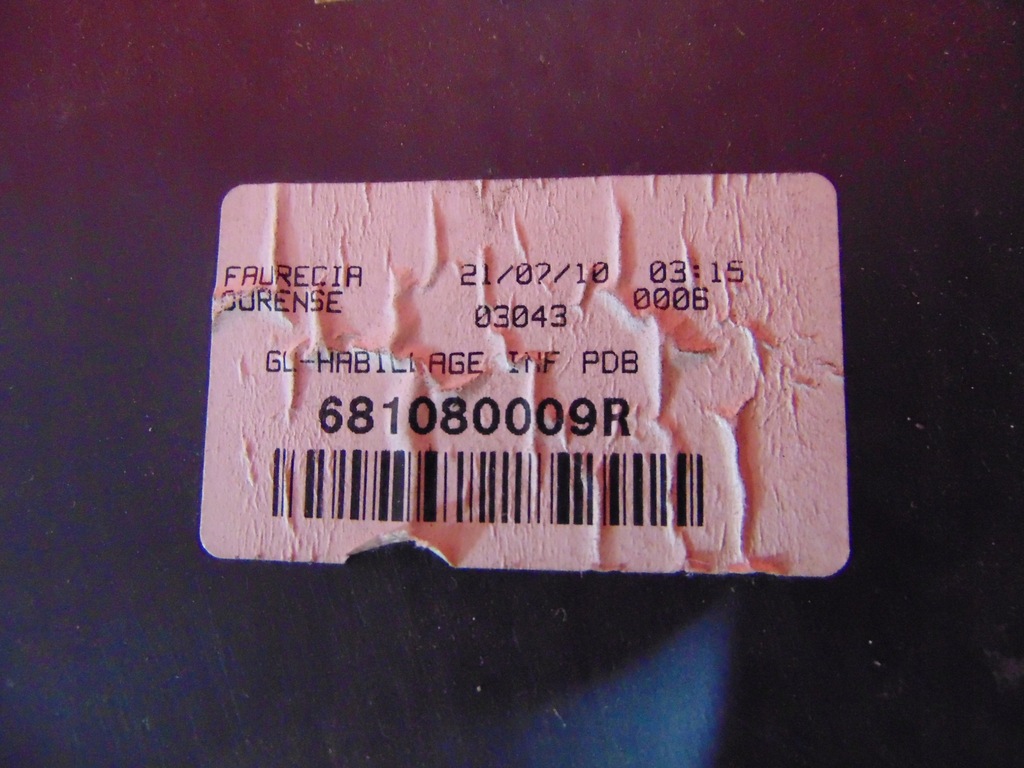 FAURECIA 21/07/10 03:15
OURENSE 03043 0006
GL-HABILLAGE INF PDB
681080009R